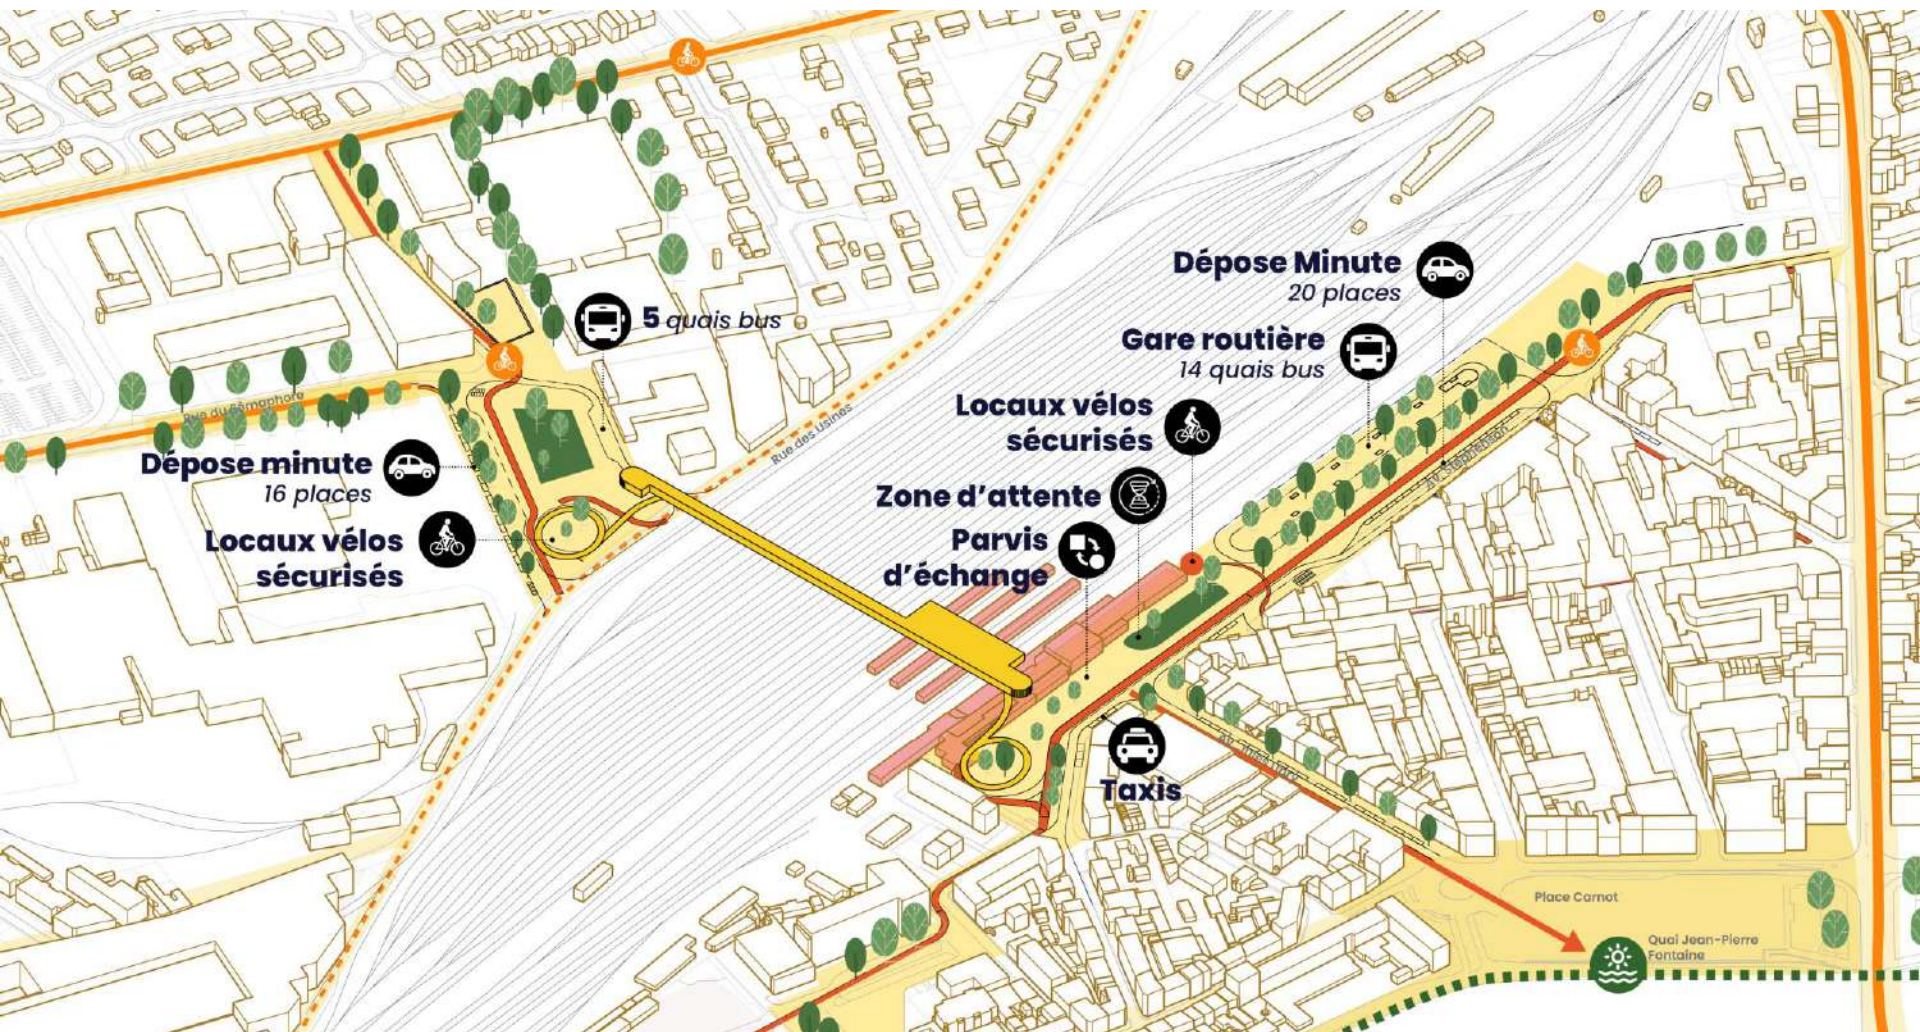 5 quais bus
Rue du Sémaphore
Dépose minute
16 places
Locaux vélos
sécurisés
Rue des Usines
Dépose Minute
20 places
Gare routière
14 quais bus
Locaux vélos
sécurisés
Zone d'attente
Parvis
d'échange
Av. Stephenson
Taxis
Place Carnot
Quai Jean-Pierre
Fontaine